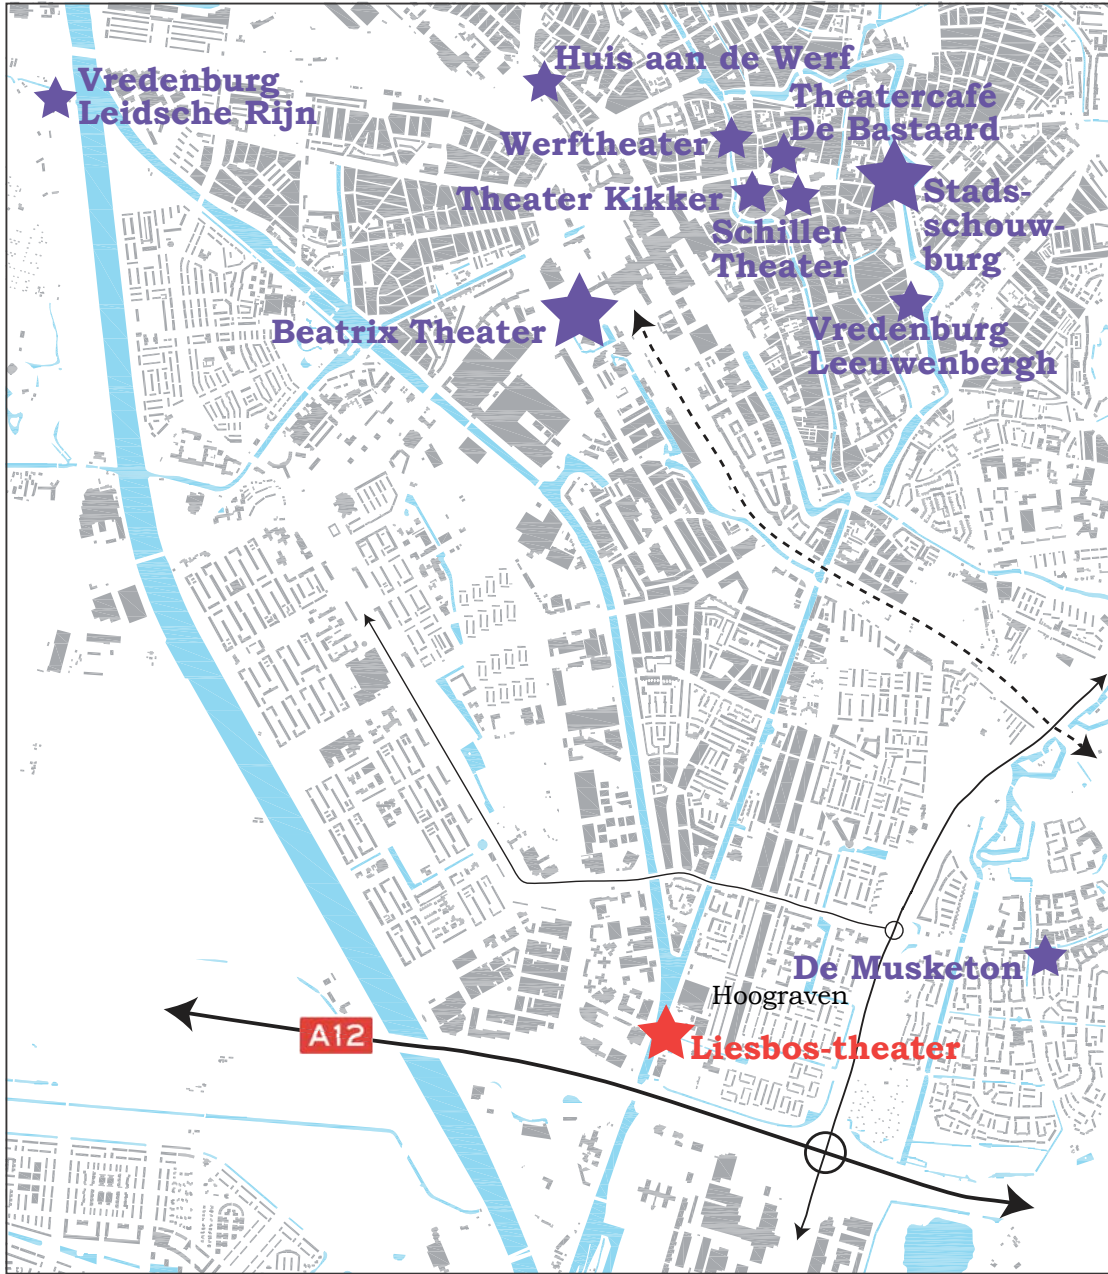 Huis aan de Werf
Vredenburg
Leidsche Rijn
Theatercafé
De Bastaard
Werftheater
Theater Kikker
Stads-
schouw-
burg
Schiller
Theater
Beatrix Theater
Vredenburg
Leeuwenbergh
De Musketon
Hoograven
A12
Liesbos-theater